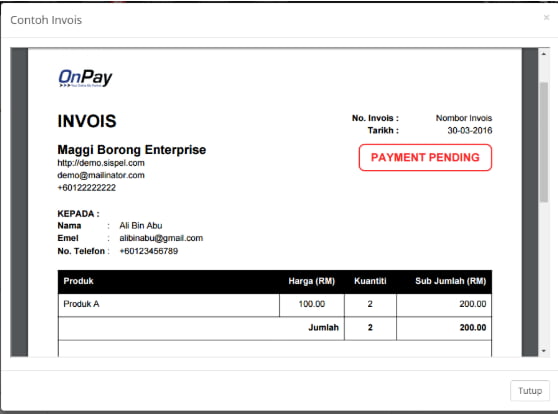 Contoh Invois
×
OnPay
INVOIS
No. Invois : Nombor Invois
Tarikh : 30-03-2016
Maggi Borong Enterprise
PAYMENT PENDING
http://demo.sispel.com
demo@mailinator.com
+60122222222
KEPADA :
Nama : Ali Bin Abu
Emel : alibinabu@gmail.com
No. Telefon : +60123456789
Produk Harga (RM) Kuantiti Sub Jumlah (RM)
Produk A 100.00 2 200.00
Jumlah 2 200.00
Tutup